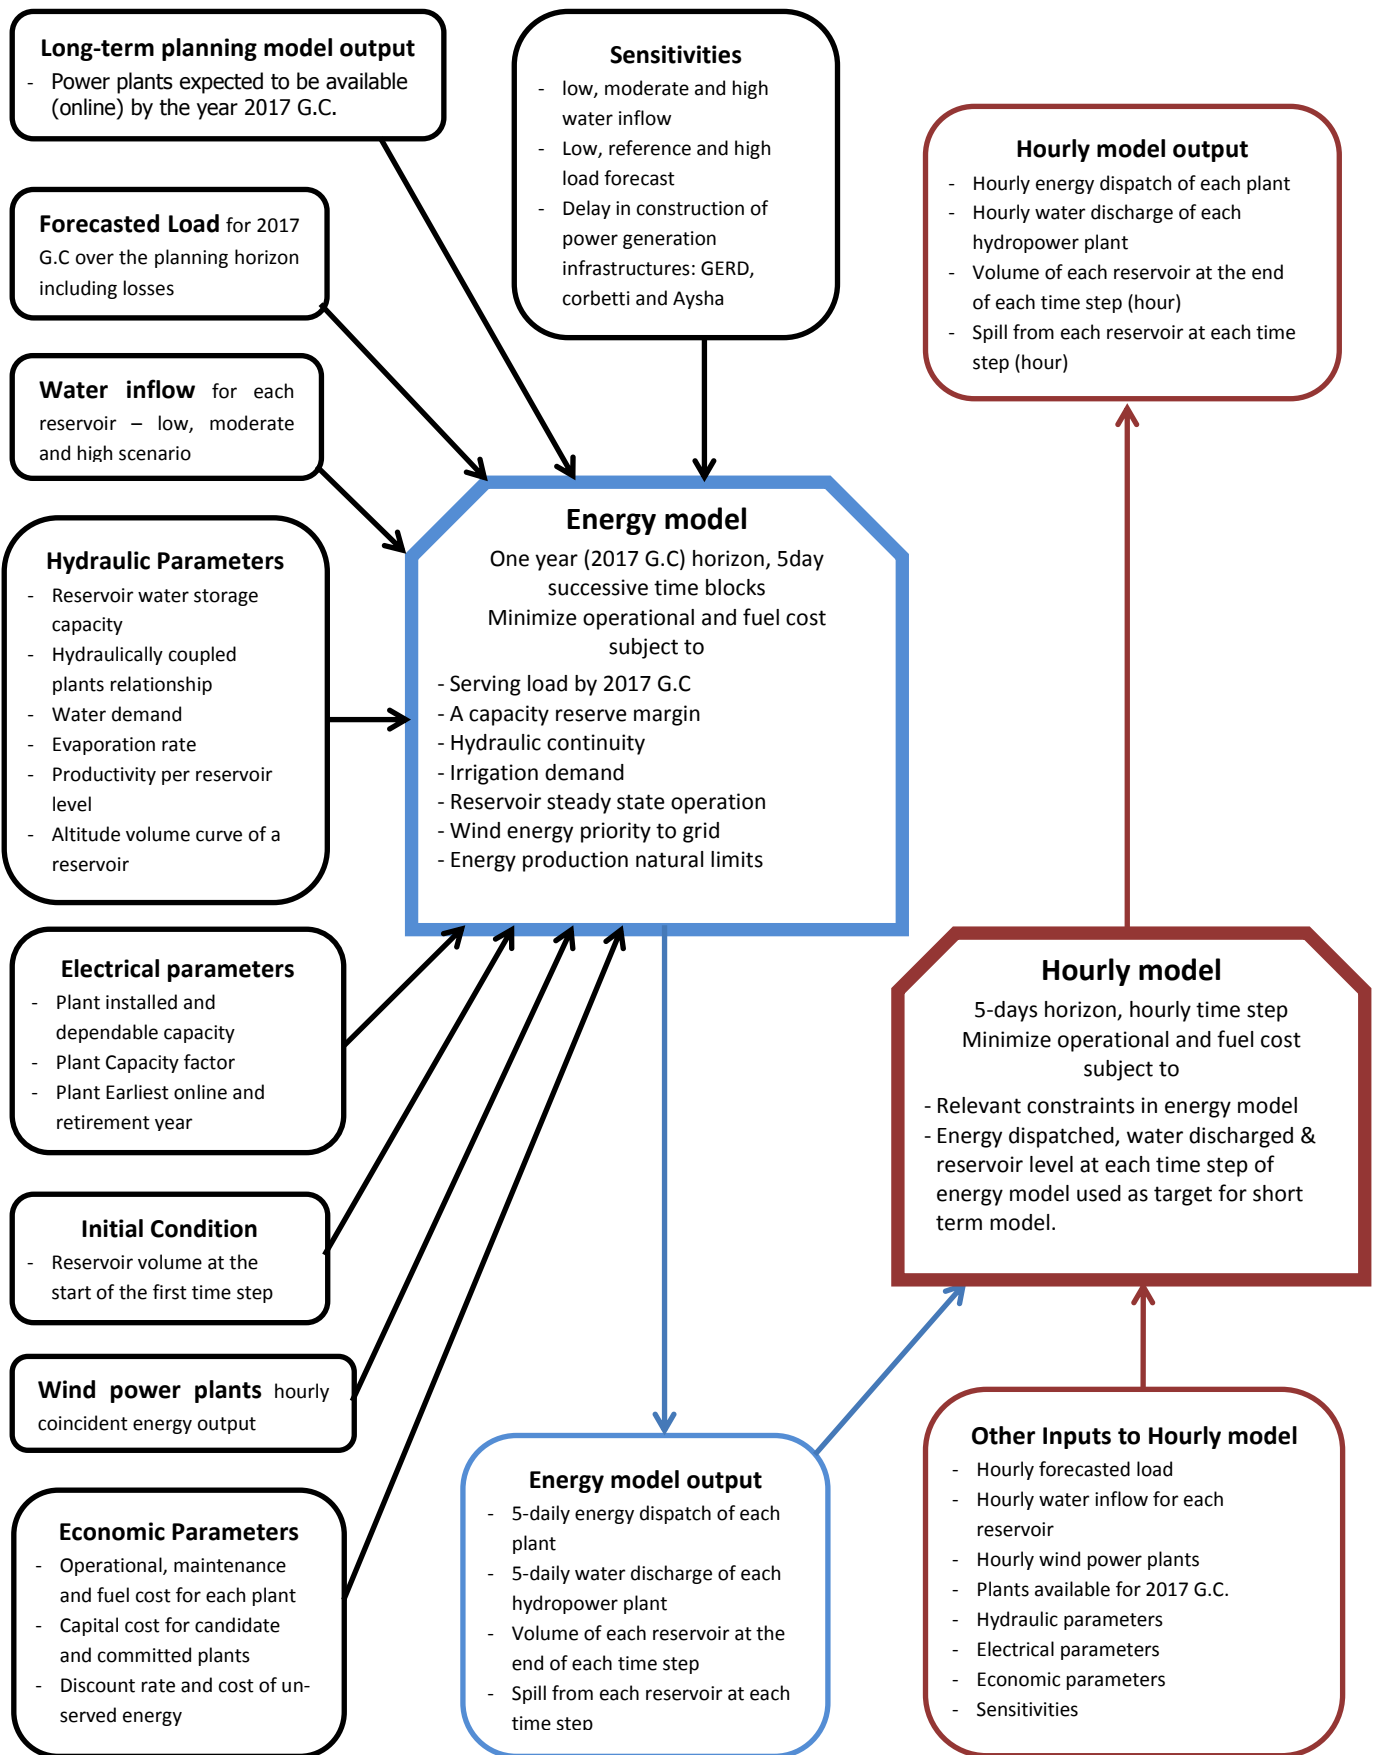 Long-term planning model output
- Power plants expected to be available
(online) by the year 2017 G.C.
Sensitivities
- low, moderate and high
water inflow
- Low, reference and high
load forecast
- Delay in construction of
power generation
infrastructures: GERD,
corbetti and Aysha
Hourly model output
- Hourly energy dispatch of each plant
- Hourly water discharge of each
hydropower plant
- Volume of each reservoir at the end
of each time step (hour)
- Spill from each reservoir at each time
step (hour)
Forecasted Load for 2017
G.C over the planning horizon
including losses
Water inflow for each
reservoir – low, moderate
and high scenario
Hydraulic Parameters
- Reservoir water storage
capacity
- Hydraulically coupled
plants relationship
- Water demand
- Evaporation rate
- Productivity per reservoir
level
- Altitude volume curve of a
reservoir
Energy model
One year (2017 G.C) horizon, 5day
successive time blocks
Minimize operational and fuel cost
subject to
- Serving load by 2017 G.C
- A capacity reserve margin
- Hydraulic continuity
- Irrigation demand
- Reservoir steady state operation
- Wind energy priority to grid
- Energy production natural limits
Electrical parameters
- Plant installed and
dependable capacity
- Plant Capacity factor
- Plant Earliest online and
retirement year
Hourly model
5-days horizon, hourly time step
Minimize operational and fuel cost
subject to
- Relevant constraints in energy model
- Energy dispatched, water discharged &
reservoir level at each time step of
energy model used as target for short
term model.
Initial Condition
- Reservoir volume at the
start of the first time step
Wind power plants hourly
coincident energy output
Economic Parameters
- Operational, maintenance
and fuel cost for each plant
- Capital cost for candidate
and committed plants
- Discount rate and cost of un-
served energy
Energy model output
- 5-daily energy dispatch of each
plant
- 5-daily water discharge of each
hydropower plant
- Volume of each reservoir at the
end of each time step
- Spill from each reservoir at each
time step
Other Inputs to Hourly model
- Hourly forecasted load
- Hourly water inflow for each
reservoir
- Hourly wind power plants
- Plants available for 2017 G.C.
- Hydraulic parameters
- Electrical parameters
- Economic parameters
- Sensitivities